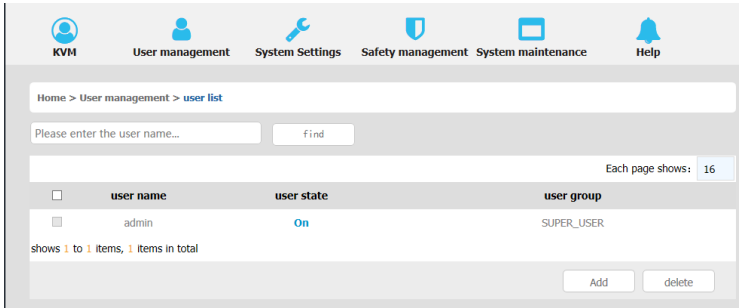 KVM User management System Settings Safety management System maintenance Help
Home > User management > user list
Please enter the user name... find
Each page shows: 16
user name user state user group
admin On SUPER_USER
shows 1 to 1 items, 1 items in total
Add delete